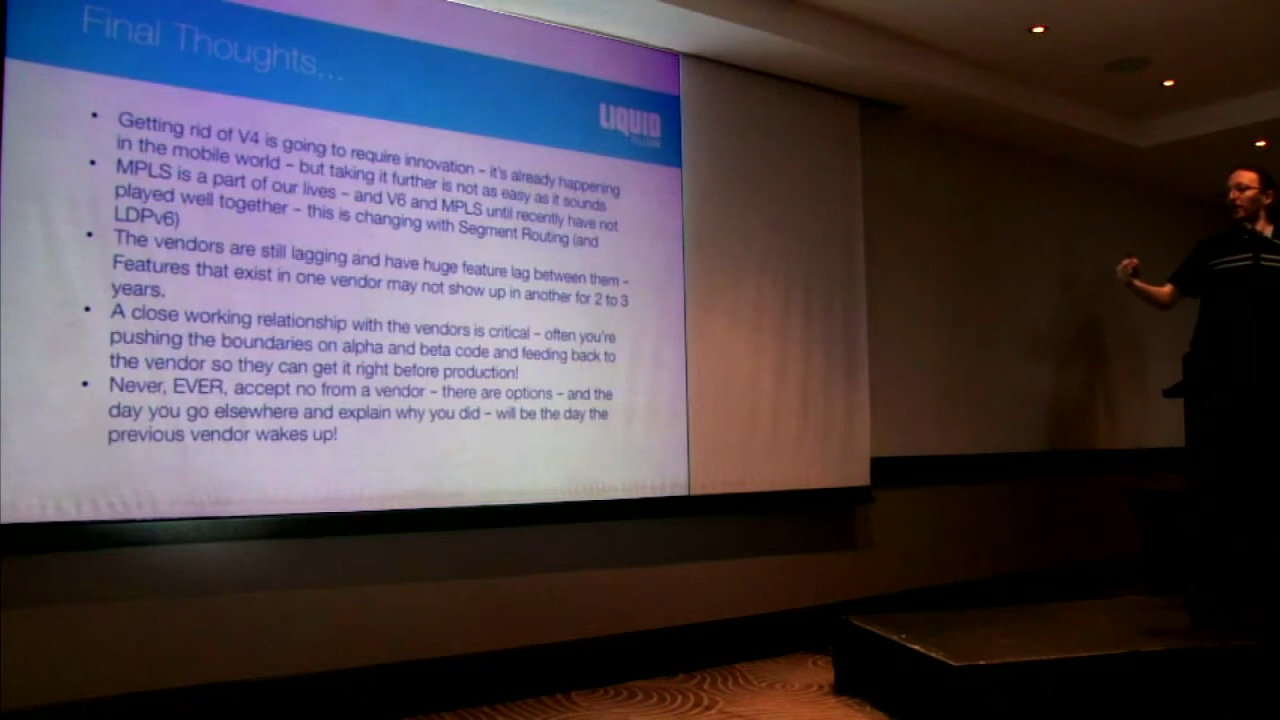 Final Thoughts...
LIQUID
TELECOM
• Getting rid of V4 is going to require innovation – it's already happening
in the mobile world – but taking it further is not as easy as it sounds
• MPLS is a part of our lives – and V6 and MPLS until recently have not
played well together – this is changing with Segment Routing (and
LDPv6)
• The vendors are still lagging and have huge feature lag between them –
Features that exist in one vendor may not show up in another for 2 to 3
years.
• A close working relationship with the vendors is critical – often you're
pushing the boundaries on alpha and beta code and feeding back to
the vendor so they can get it right before production!
• Never, EVER, accept no from a vendor – there are options – and the
day you go elsewhere and explain why you did – will be the day the
previous vendor wakes up!